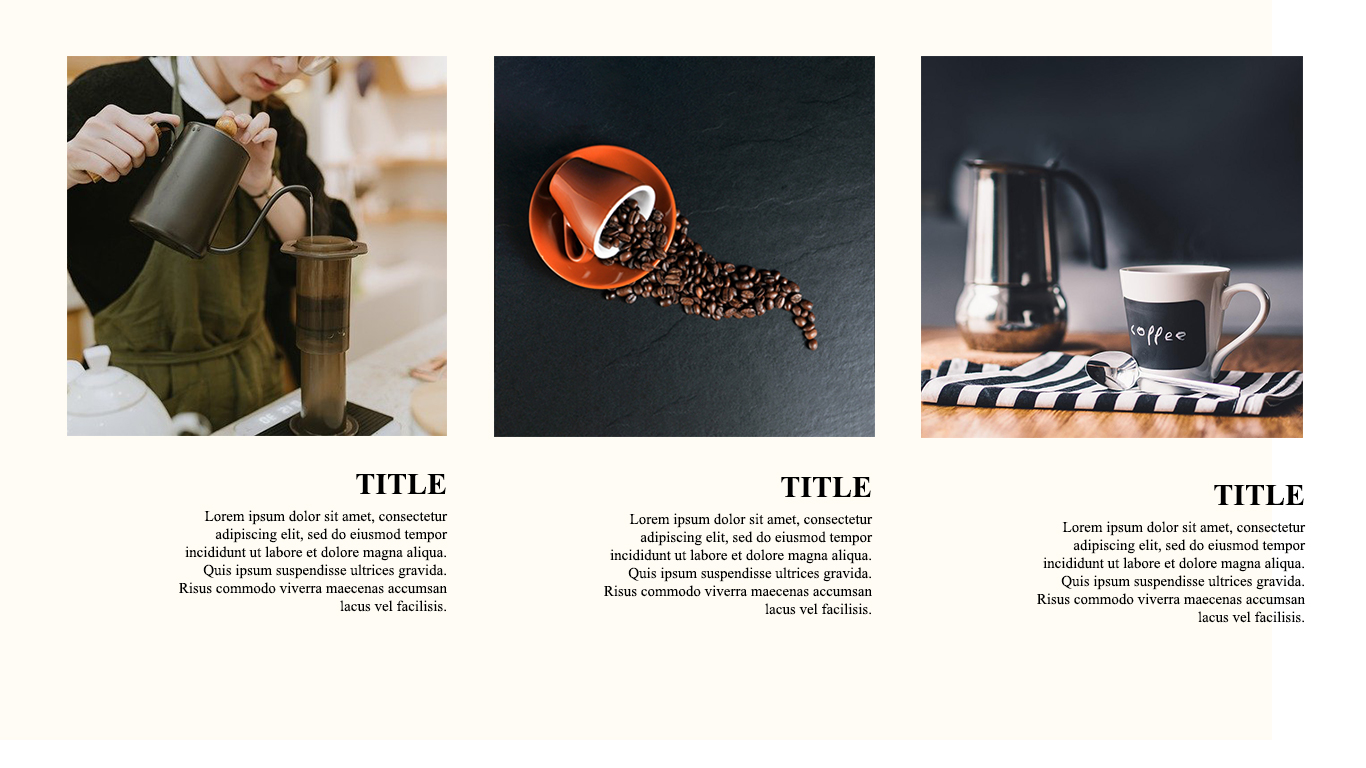 coffee
TITLE
Lorem ipsum dolor sit amet, consectetur
adipiscing elit, sed do eiusmod tempor
incididunt ut labore et dolore magna aliqua.
Quis ipsum suspendisse ultrices gravida.
Risus commodo viverra maecenas accumsan
lacus vel facilisis.
TITLE
Lorem ipsum dolor sit amet, consectetur
adipiscing elit, sed do eiusmod tempor
incididunt ut labore et dolore magna aliqua.
Quis ipsum suspendisse ultrices gravida.
Risus commodo viverra maecenas accumsan
lacus vel facilisis.
TITLE
Lorem ipsum dolor sit amet, consectetur
adipiscing elit, sed do eiusmod tempor
incididunt ut labore et dolore magna aliqua.
Quis ipsum suspendisse ultrices gravida.
Risus commodo viverra maecenas accumsan
lacus vel facilisis.